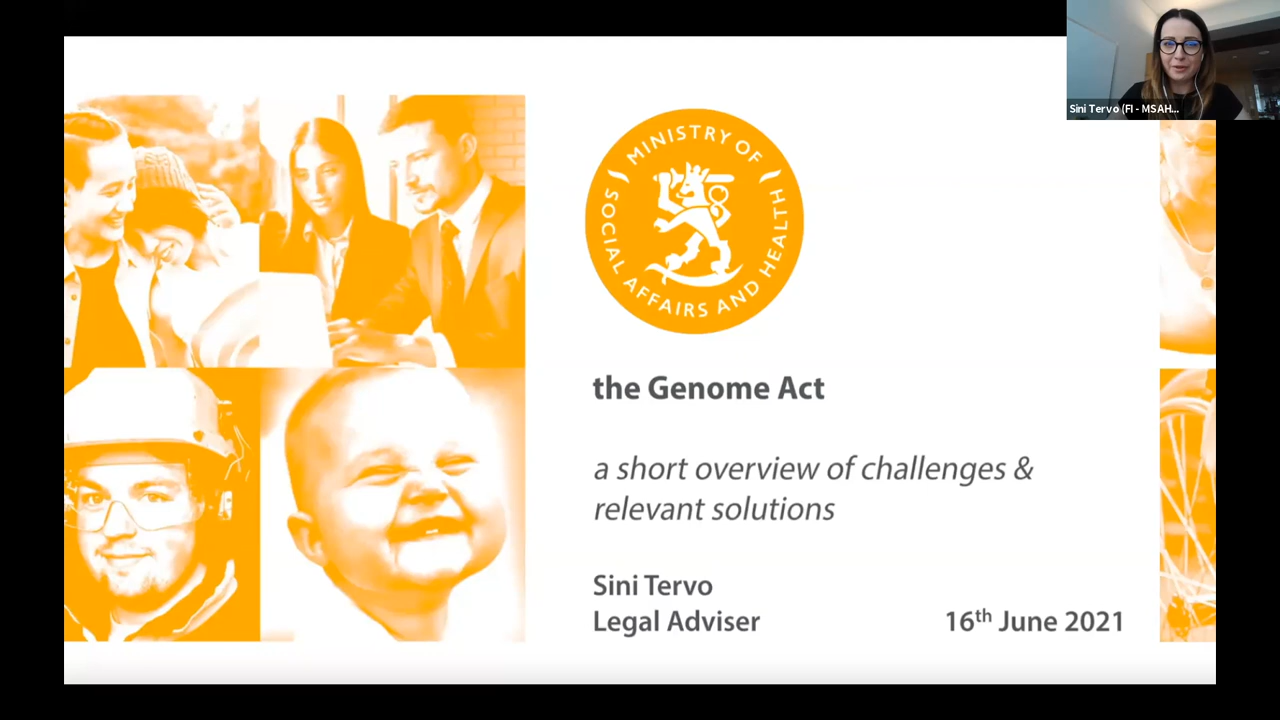 Sini Tervo (FI - MSAH...
MINISTRY OF
SOCIAL AFFAIRS AND HEALTH
the Genome Act
a short overview of challenges &
relevant solutions
Sini Tervo
Legal Adviser
16th June 2021